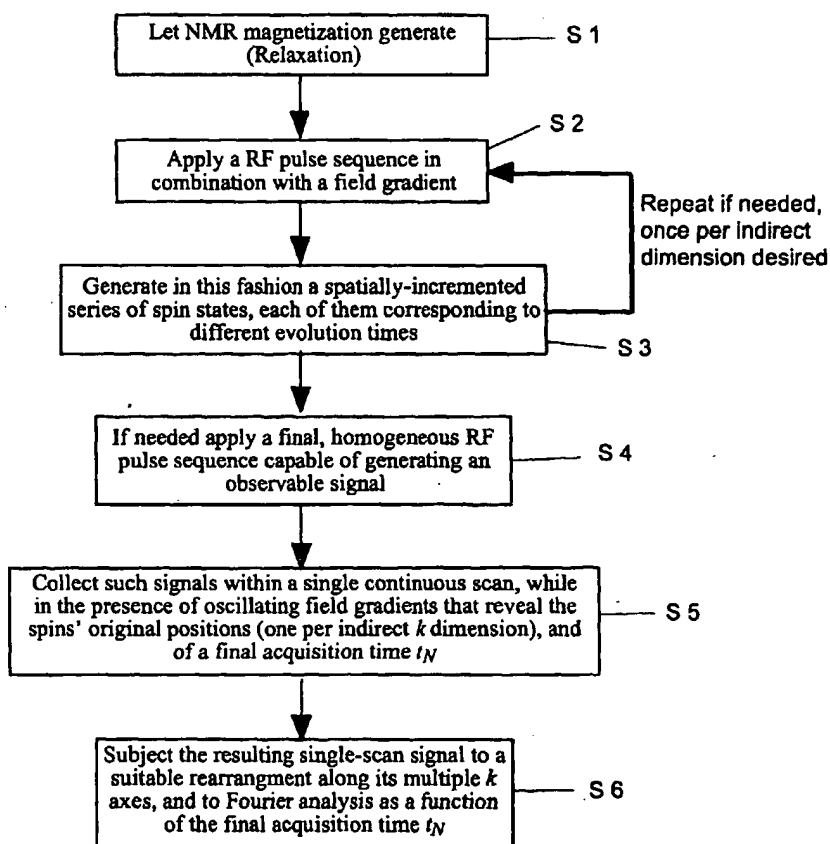 Let NMR magnetization generate
(Relaxation)
S 1
S 2
Apply a RF pulse sequence in
combination with a field gradient
Repeat if needed,
once per indirect
dimension desired
Generate in this fashion a spatially-incremented
series of spin states, each of them corresponding to
different evolution times
S 3
If needed apply a final, homogeneous RF
pulse sequence capable of generating an
observable signal
S 4
Collect such signals within a single continuous scan, while
in the presence of oscillating field gradients that reveal the
spins' original positions (one per indirect k dimension), and
of a final acquisition time tN
S 5
Subject the resulting single-scan signal to a
suitable rearrangment along its multiple k
axes, and to Fourier analysis as a function
of the final acquisition time tN
S 6